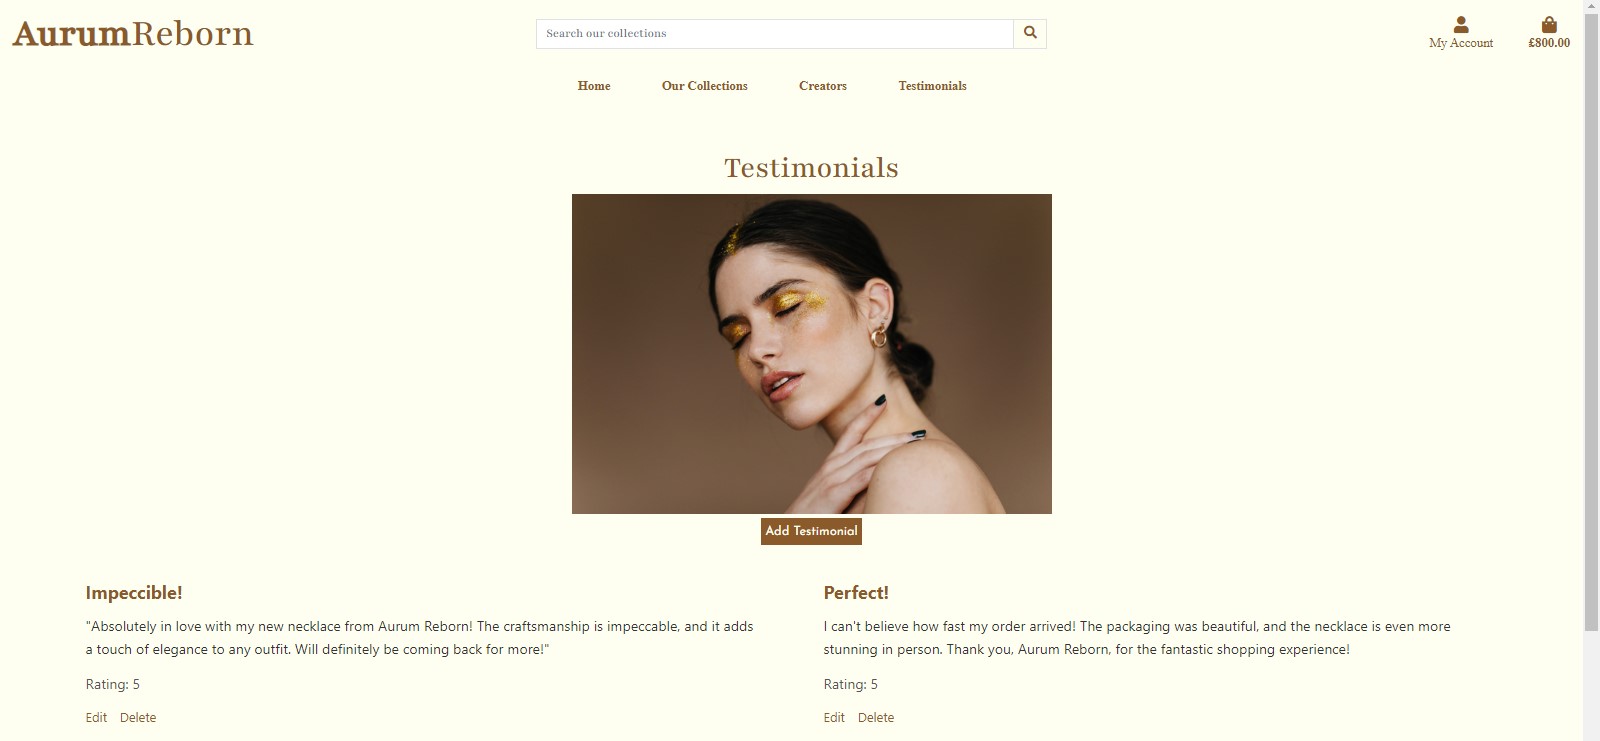 AurumReborn
Search our collections
My Account
£800.00
Home
Our Collections
Creators
Testimonials
Testimonials
Add Testimonial
Impeccible!
"Absolutely in love with my new necklace from Aurum Reborn! The craftsmanship is impeccable, and it adds
a touch of elegance to any outfit. Will definitely be coming back for more!"
Rating: 5
Edit Delete
Perfect!
I can't believe how fast my order arrived! The packaging was beautiful, and the necklace is even more
stunning in person. Thank you, Aurum Reborn, for the fantastic shopping experience!
Rating: 5
Edit Delete